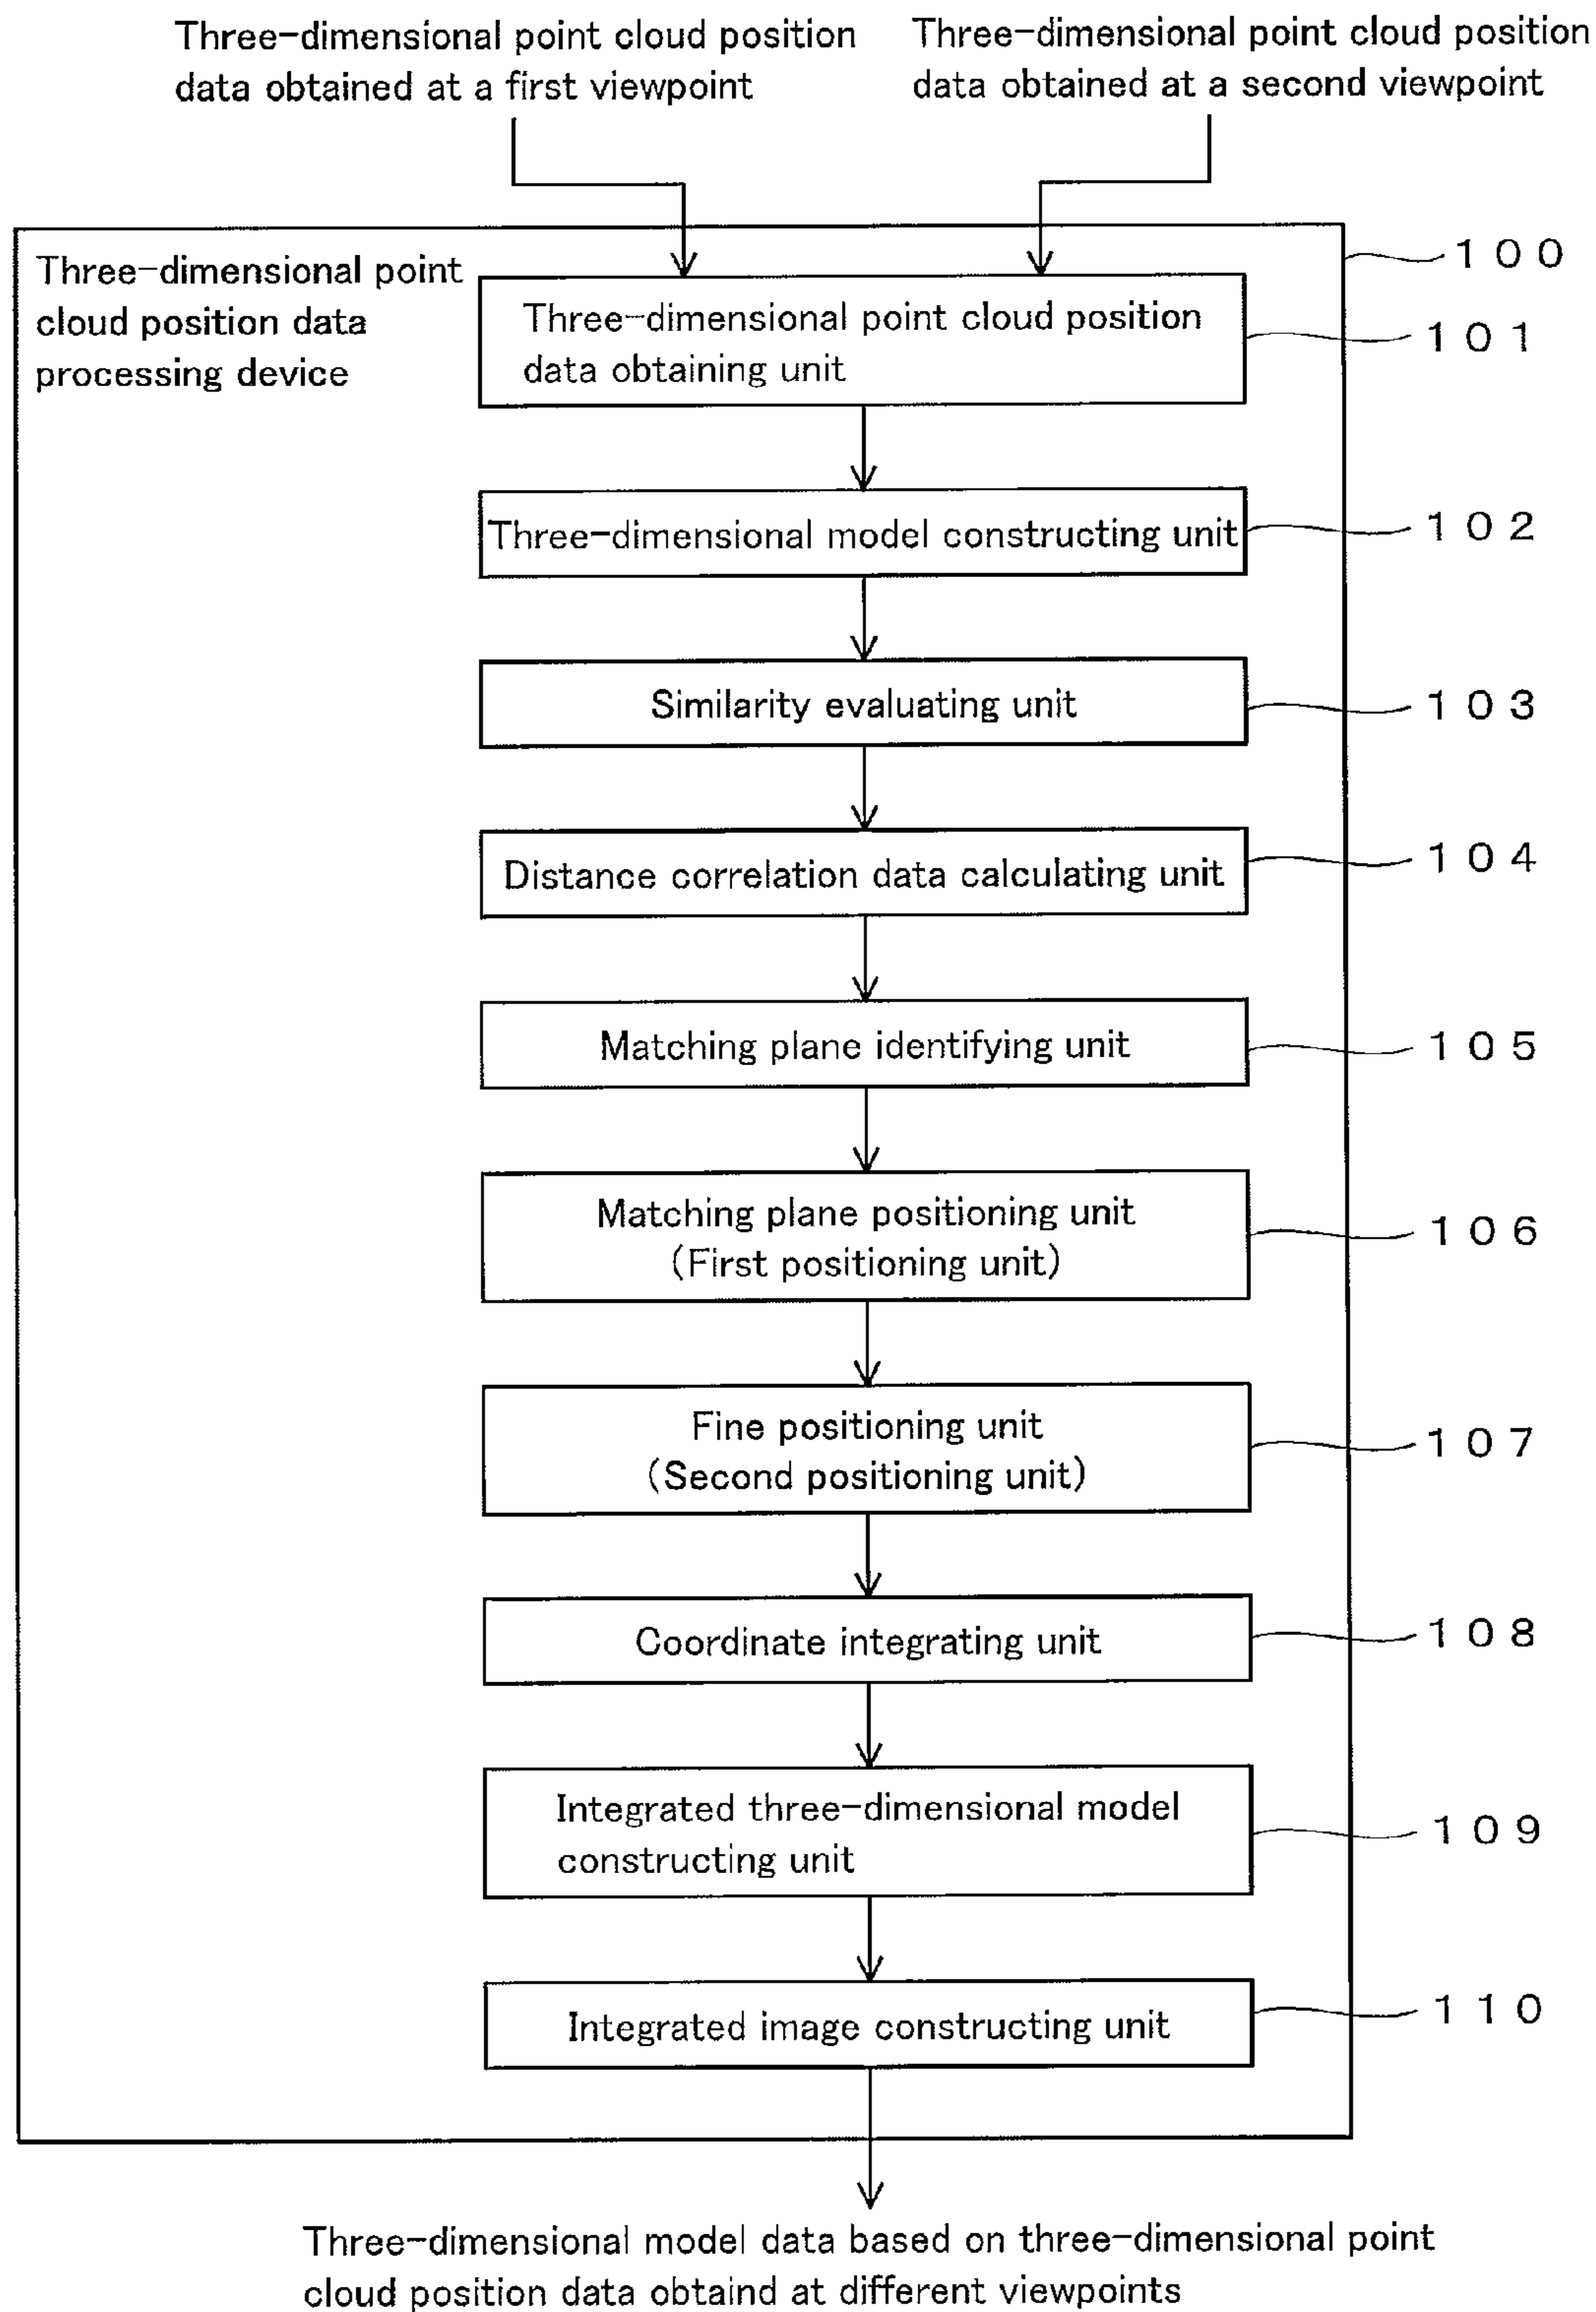 Three-dimensional point cloud position
data obtained at a first viewpoint
Three-dimensional point cloud position
data obtained at a second viewpoint
Three-dimensional point
cloud position data
processing device
100
Three-dimensional point cloud position
data obtaining unit
101
Three-dimensional model constructing unit
102
Similarity evaluating unit
103
Distance correlation data calculating unit
104
Matching plane identifying unit
105
Matching plane positioning unit
(First positioning unit)
106
Fine positioning unit
(Second positioning unit)
107
Coordinate integrating unit
108
Integrated three-dimensional model
constructing unit
109
Integrated image constructing unit
110
Three-dimensional model data based on three-dimensional point
cloud position data obtaind at different viewpoints